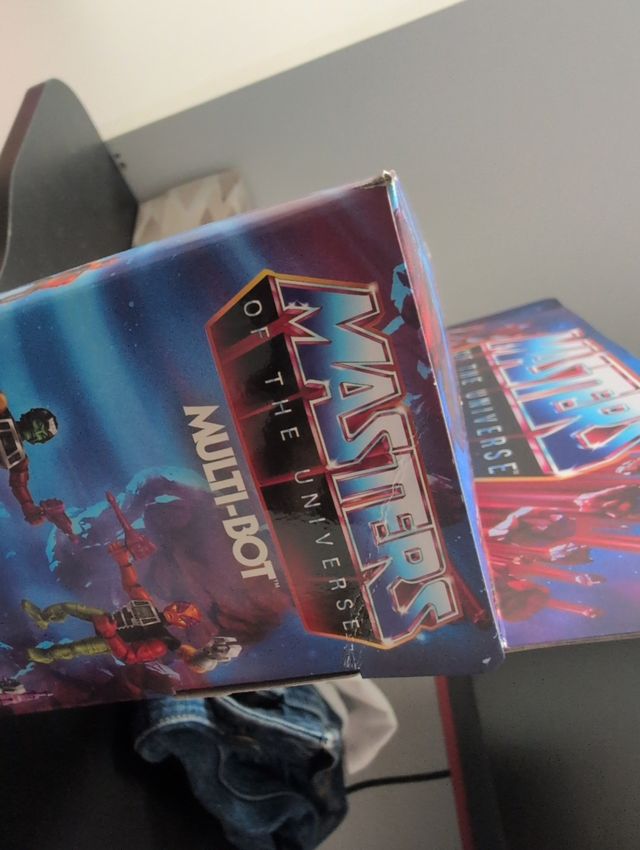 MASTERS
OF THE UNIVERSE
MULTI-BOT™
MASTERS
OF THE UNIVERSE